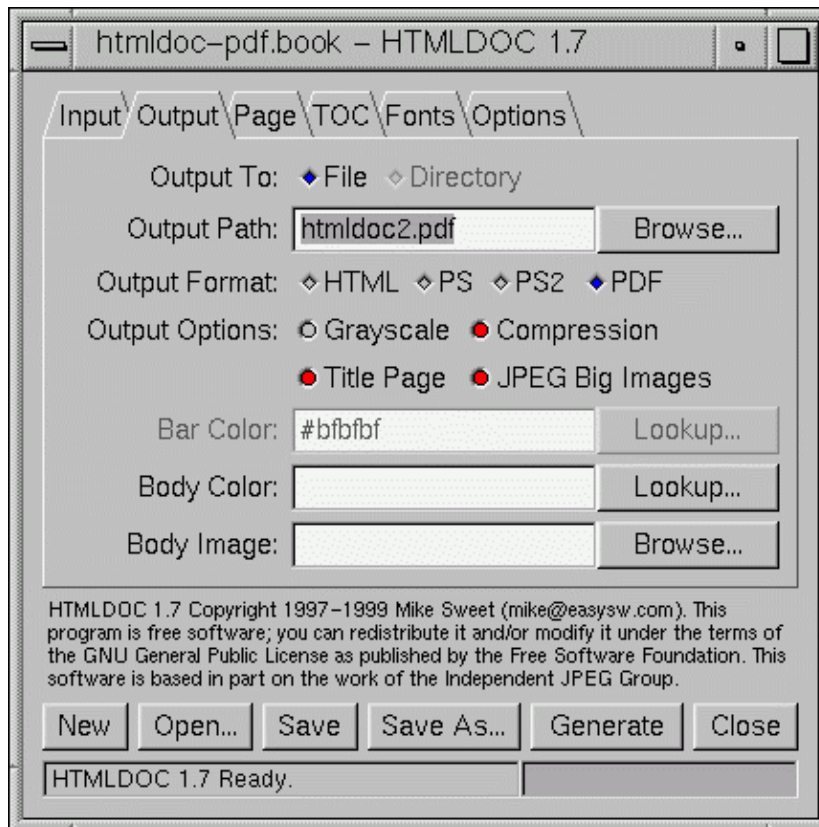 htmldoc-pdf.book – HTMLDOC 1.7
Input Output Page TOC Fonts Options
Output To: File Directory
Output Path: htmldoc2.pdf Browse...
Output Format: HTML PS PS2 PDF
Output Options: Grayscale Compression
Title Page JPEG Big Images
Bar Color: #bfbfbf Lookup...
Body Color: Lookup...
Body Image: Browse...
HTMLDOC 1.7 Copyright 1997–1999 Mike Sweet (mike@easysw.com). This
program is free software; you can redistribute it and/or modify it under the terms of
the GNU General Public License as published by the Free Software Foundation. This
software is based in part on the work of the Independent JPEG Group.
New Open... Save Save As... Generate Close
HTMLDOC 1.7 Ready.